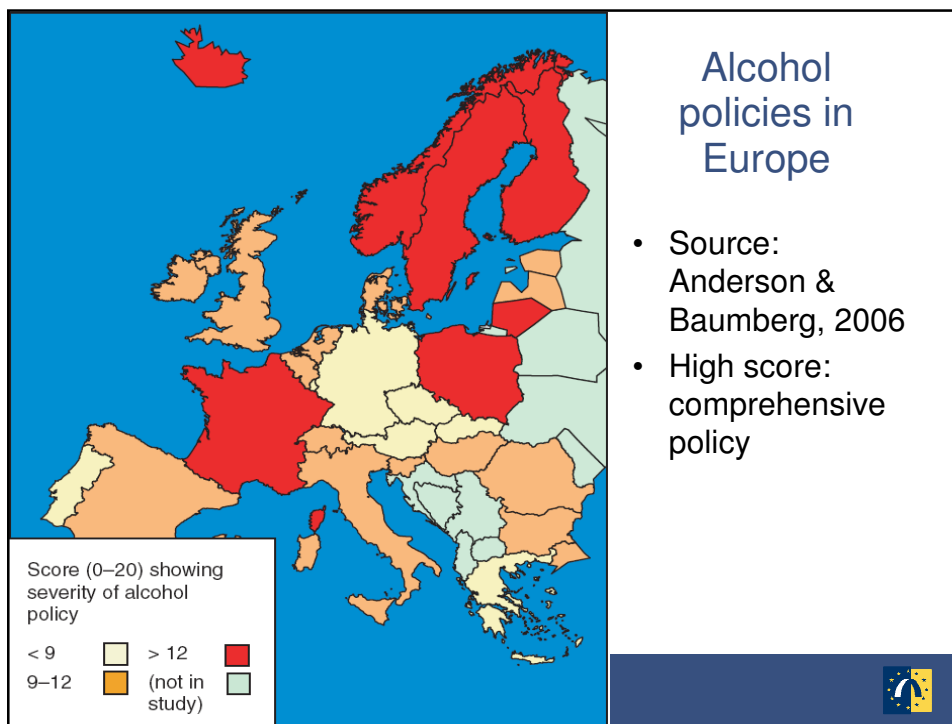 Alcohol
policies in
Europe
• Source:
Anderson &
Baumberg, 2006
• High score:
comprehensive
policy
Score (0–20) showing
severity of alcohol
policy
< 9
> 12
9–12
(not in
study)